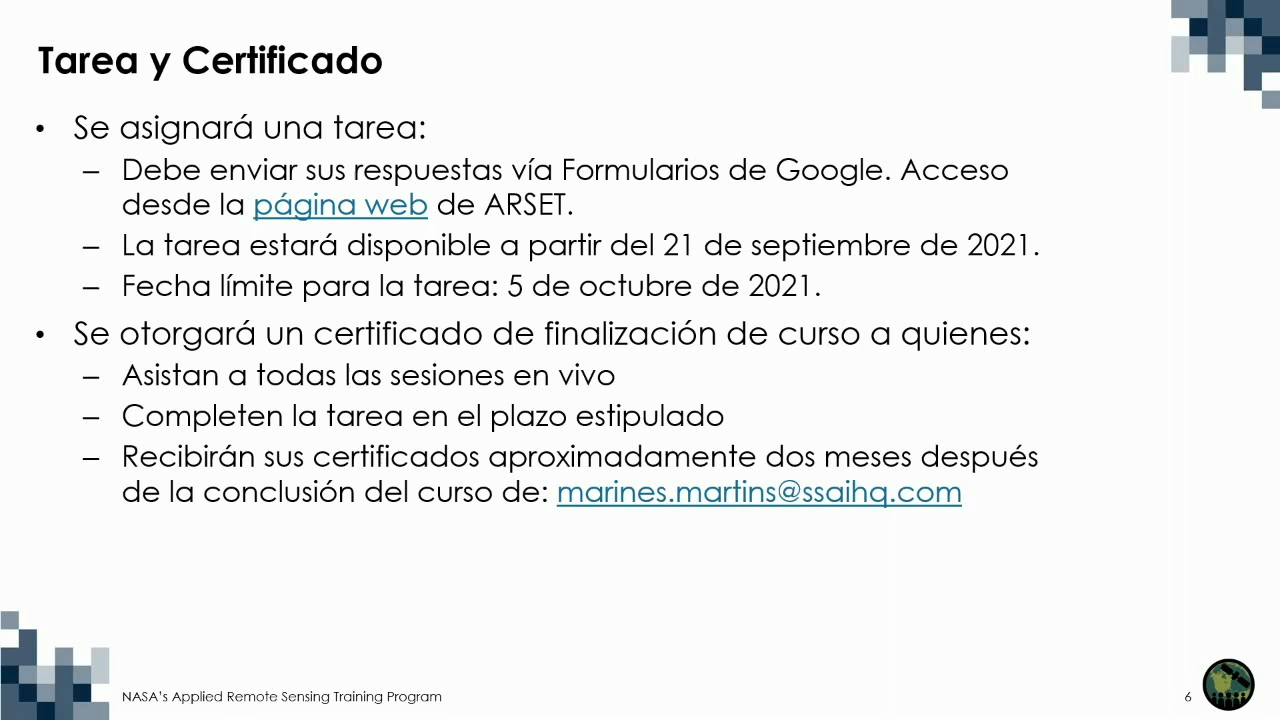 Tarea y Certificado
• Se asignará una tarea:
– Debe enviar sus respuestas vía Formularios de Google. Acceso
desde la página web de ARSET.
– La tarea estará disponible a partir del 21 de septiembre de 2021.
– Fecha límite para la tarea: 5 de octubre de 2021.
• Se otorgará un certificado de finalización de curso a quienes:
– Asistan a todas las sesiones en vivo
– Completen la tarea en el plazo estipulado
– Recibirán sus certificados aproximadamente dos meses después
de la conclusión del curso de: marines.martins@ssaihq.com
NASA's Applied Remote Sensing Training Program
6